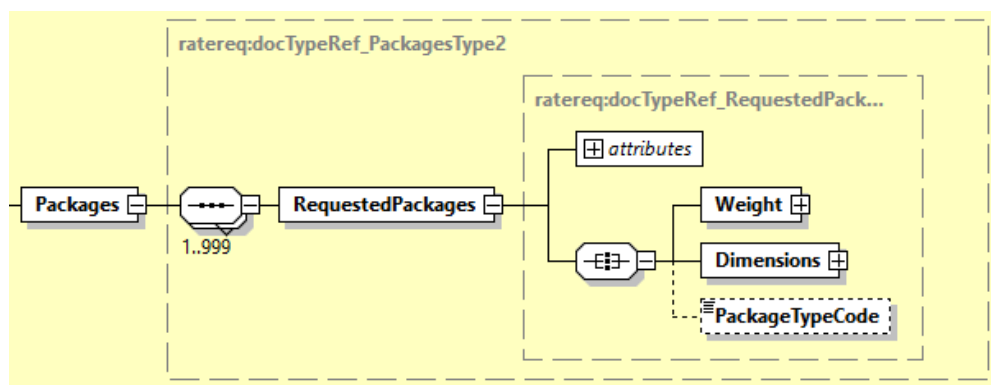 ratereq:docTypeRef_PackagesType2
ratereq:docTypeRef_RequestedPack...
attributes
Packages
RequestedPackages
Weight
1..999
Dimensions
PackageTypeCode